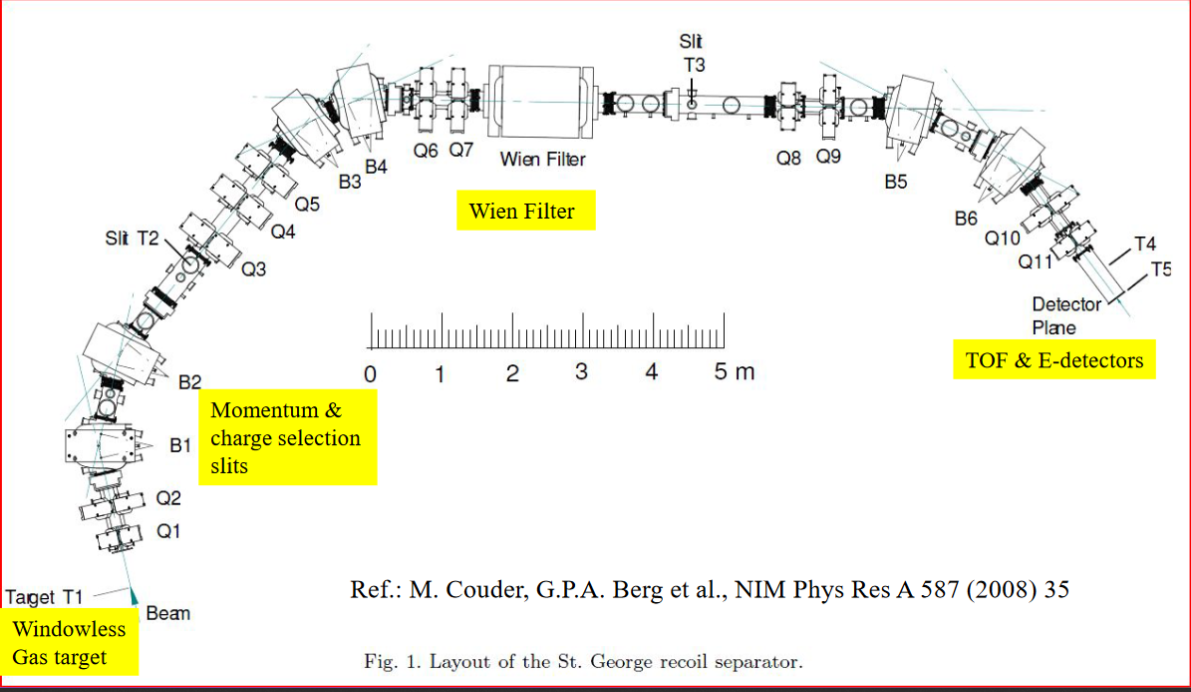 Slit
T3
Q6 Q7
Wien Filter
Q8 Q9
B4
B3
B5
Q5
Wien Filter
B6
Q4
Slit T2
Q10
T4
Q3
Q11
T5
Detector
Plane
TOF & E-detectors
0 1 2 3 4 5 m
B2
Momentum &
charge selection
slits
B1
Q2
Q1
Target T1
Beam
Windowless
Gas target
Ref.: M. Couder, G.P.A. Berg et al., NIM Phys Res A 587 (2008) 35
Fig. 1. Layout of the St. George recoil separator.